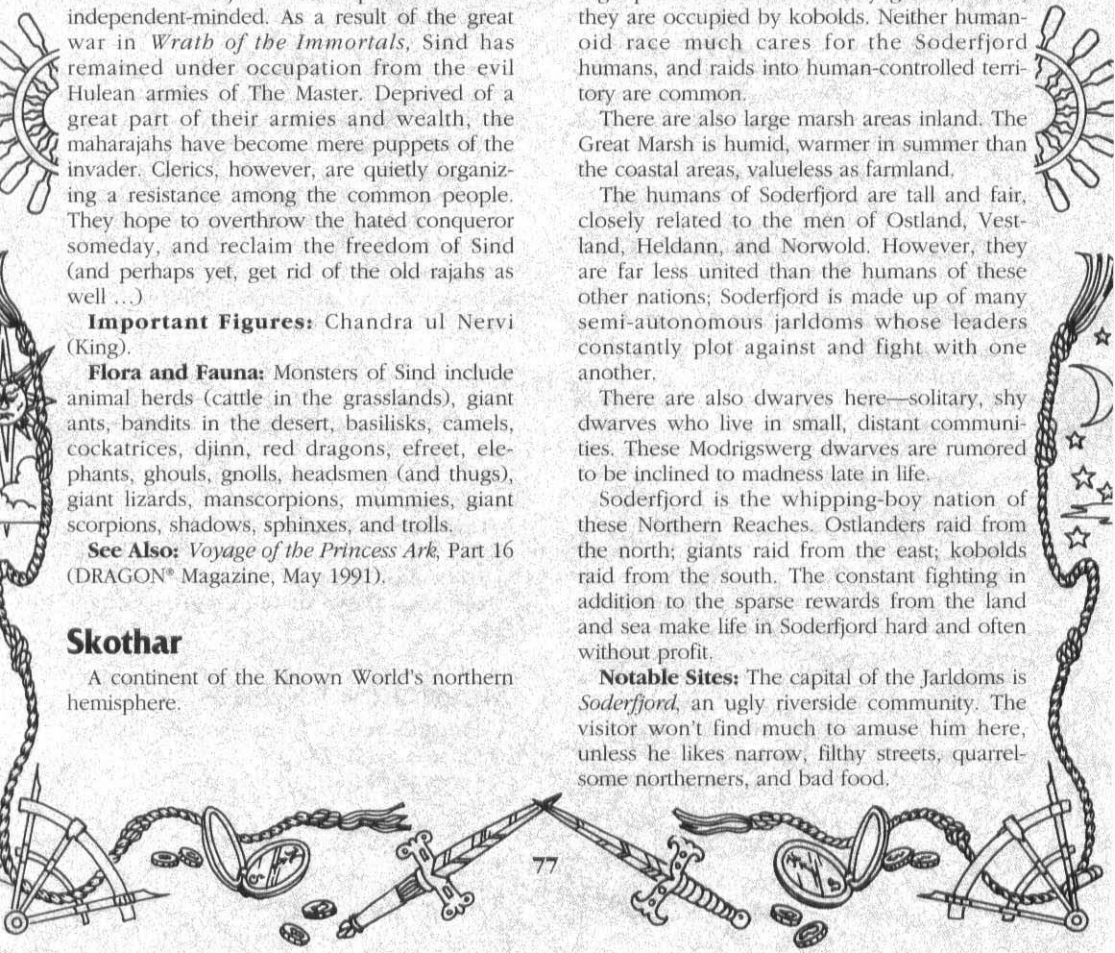 independent-minded. As a result of the great
war in Wrath of the Immortals, Sind has
remained under occupation from the evil
Hulean armies of The Master. Deprived of a
great part of their armies and wealth, the
maharajahs have become mere puppets of the
invader. Clerics, however, are quietly organiz-
ing a resistance among the common people.
They hope to overthrow the hated conqueror
someday, and reclaim the freedom of Sind
(and perhaps yet, get rid of the old rajahs as
well ...)
Important Figures: Chandra ul Nervi
(King).
Flora and Fauna: Monsters of Sind include
animal herds (cattle in the grasslands), giant
ants, bandits in the desert, basilisks, camels,
cockatrices, djinn, red dragons, efreet, ele-
phants, ghouls, gnolls, headsmen (and thugs),
giant lizards, manscorpions, mummies, giant
scorpions, shadows, sphinxes, and trolls.
See Also: Voyage of the Princess Ark, Part 16
(DRAGON® Magazine, May 1991).
Skothar
A continent of the Known World's northern
hemisphere.
they are occupied by kobolds. Neither human-
oid race much cares for the Soderfjord
humans, and raids into human-controlled terri-
tory are common.
There are also large marsh areas inland. The
Great Marsh is humid, warmer in summer than
the coastal areas, valueless as farmland.
The humans of Soderfjord are tall and fair,
closely related to the men of Ostland, Vest-
land, Heldann, and Norwold. However, they
are far less united than the humans of these
other nations; Soderfjord is made up of many
semi-autonomous jarldoms whose leaders
constantly plot against and fight with one
another.
There are also dwarves here—solitary, shy
dwarves who live in small, distant communi-
ties. These Modrigswerg dwarves are rumored
to be inclined to madness late in life.
Soderfjord is the whipping-boy nation of
these Northern Reaches. Ostlanders raid from
the north; giants raid from the east; kobolds
raid from the south. The constant fighting in
addition to the sparse rewards from the land
and sea make life in Soderfjord hard and often
without profit.
Notable Sites: The capital of the Jarldoms is
Soderfjord, an ugly riverside community. The
visitor won't find much to amuse him here,
unless he likes narrow, filthy streets, quarrel-
some northerners, and bad food.
77